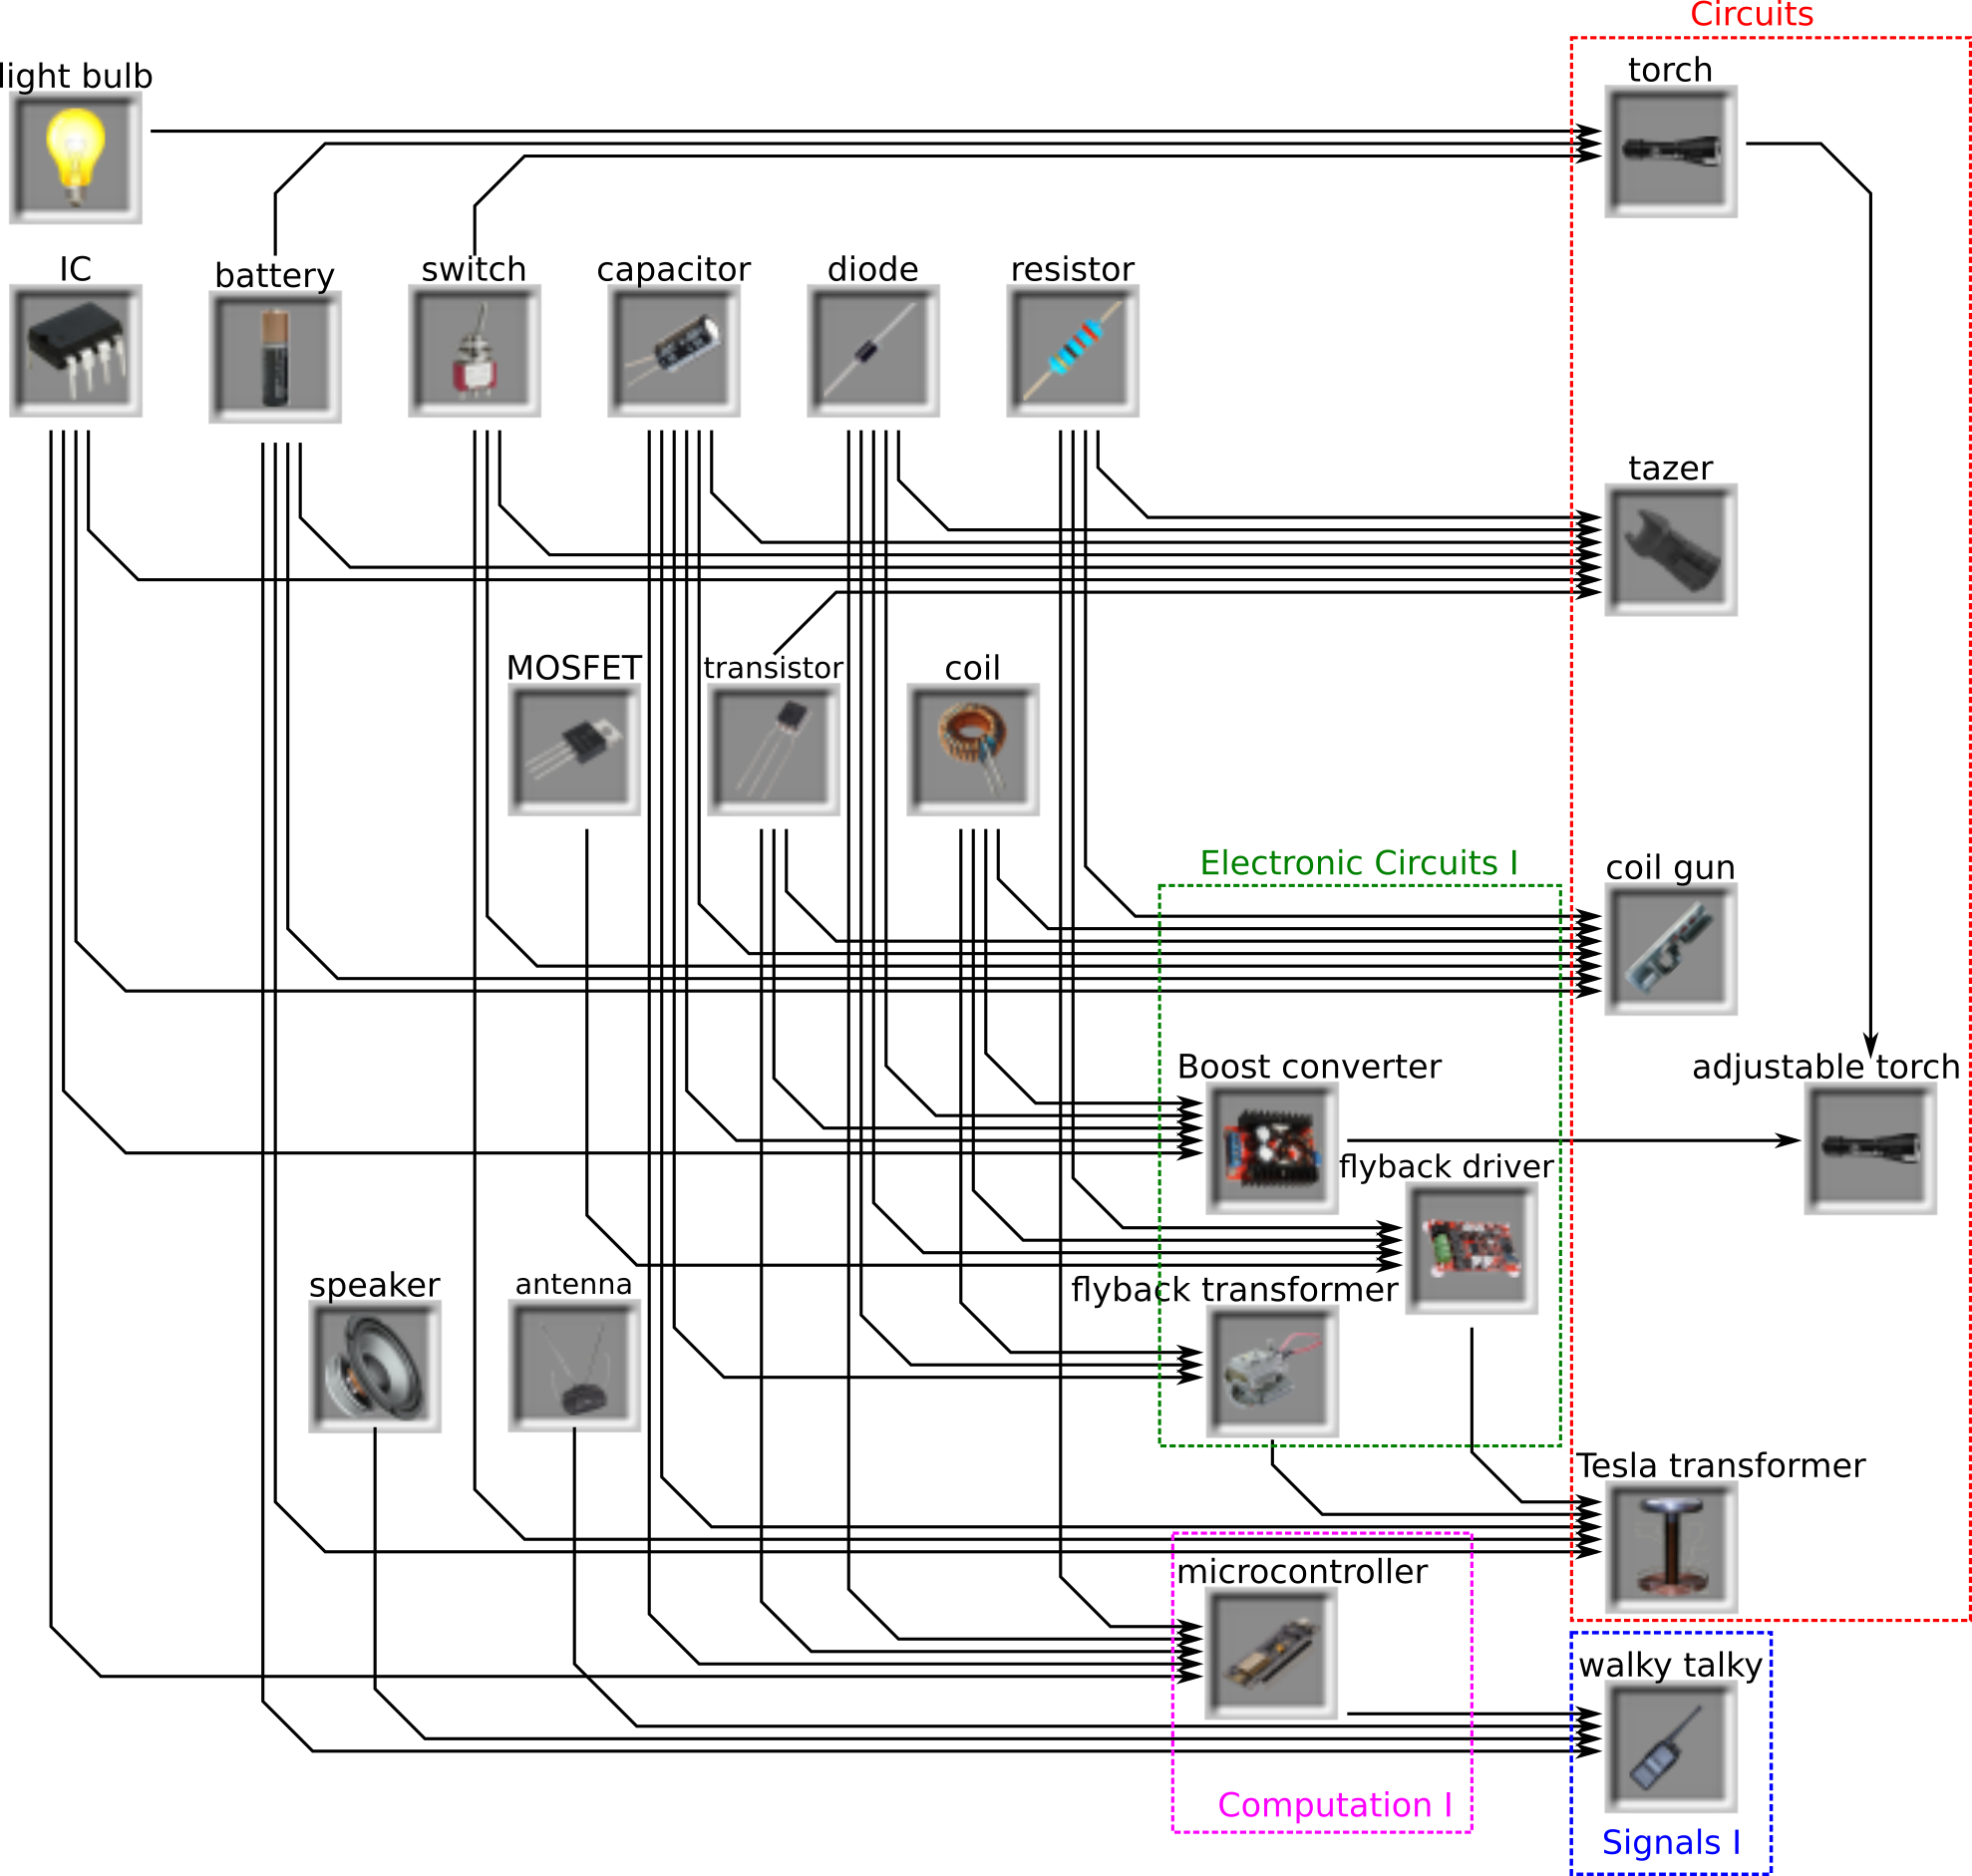 Circuits
light bulb
torch
IC
battery
switch
capacitor
diode
resistor
tazer
MOSFET
transistor
coil
Electronic Circuits I
coil gun
Boost converter
adjustable torch
flyback driver
speaker
antenna
flyback transformer
Tesla transformer
microcontroller
walky talky
Computation I
Signals I